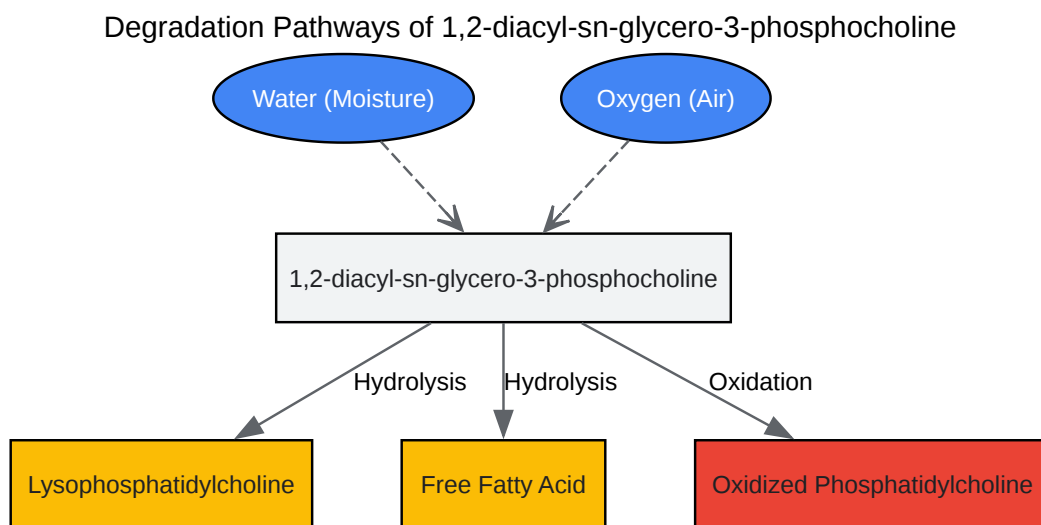 Degradation Pathways of 1,2-diacyl-sn-glycero-3-phosphocholine
Water (Moisture)
Oxygen (Air)
1,2-diacyl-sn-glycero-3-phosphocholine
Hydrolysis
Hydrolysis
Oxidation
Lysophosphatidylcholine
Free Fatty Acid
Oxidized Phosphatidylcholine